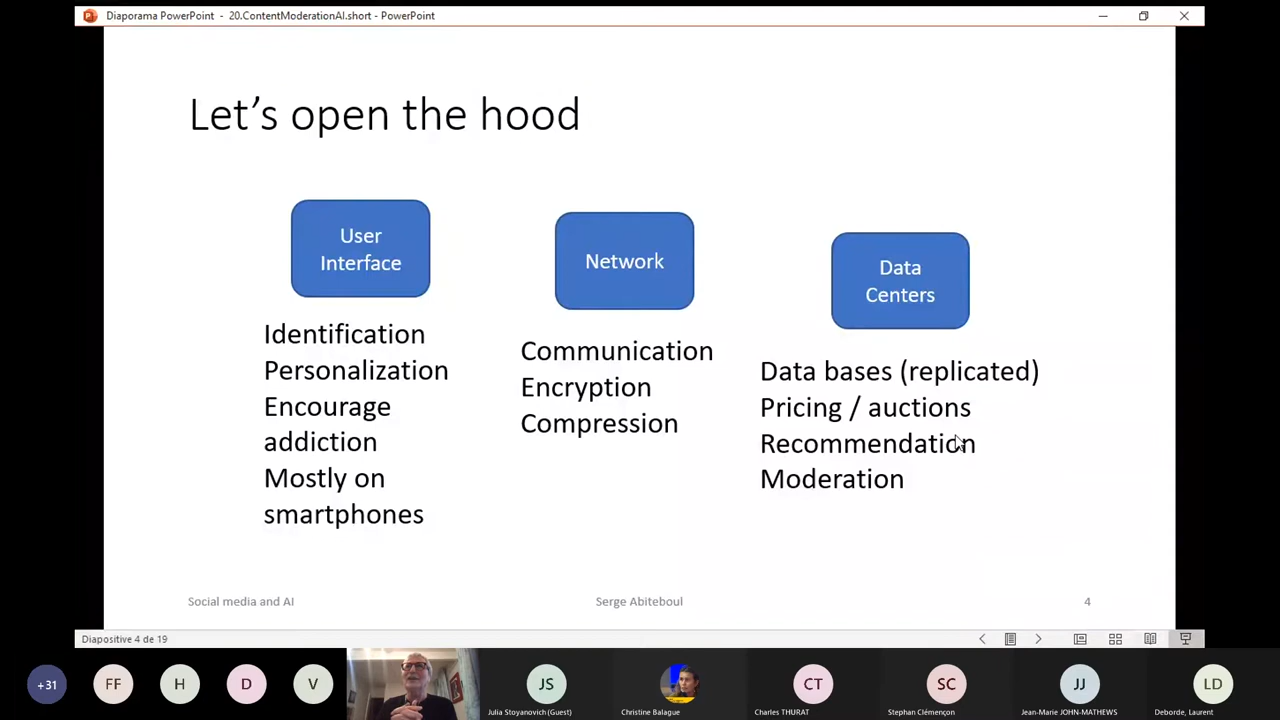 Diaporama PowerPoint - 20.ContentModerationAI.short - PowerPoint
Let's open the hood
User
Interface
Identification
Personalization
Encourage
addiction
Mostly on
smartphones
Network
Communication
Encryption
Compression
Data
Centers
Data bases (replicated)
Pricing / auctions
Recommendation
Moderation
Social media and AI
Serge Abiteboul
4
Diapositive 4 de 19
+31
FF
H
D
V
JS
Julia Stoyanovich (Guest)
Christine Balague
CT
Charles THURAT
SC
Stephan Clémençon
JJ
Jean-Marie JOHN-MATHEWS
LD
Deborde, Laurent